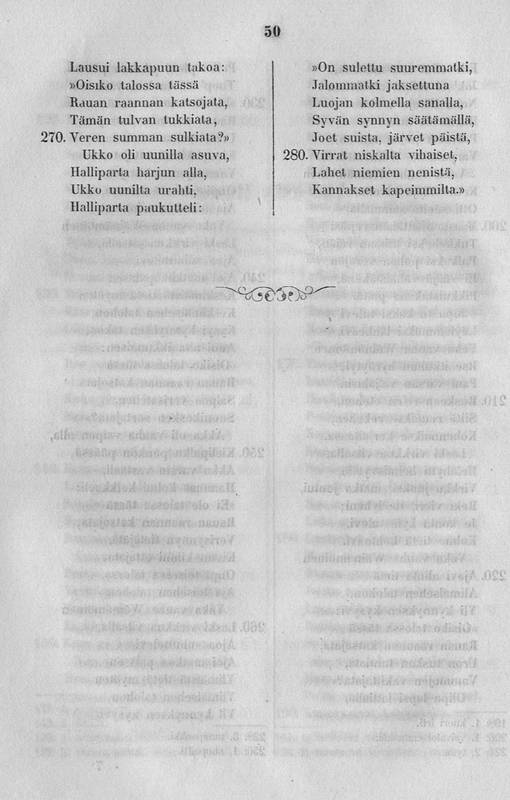 50
Lausui lakkapuun takoa:
»Oisiko talossa tässä
Rauan raannan katsojata,
Tämän tulvan tukkiata,
270. Veren summan sulkiata?»
Ukko oli uunilla asuva,
Halliparta harjun alla,
Ukko uunilta urahti,
Halliparta paukutteli:
»On sulettu suuremmatki,
Jalommatki jaksettuna
Luojan kolmella sanalla,
Syvän synnyn säätämällä,
Joet suista, järvet päistä,
280. Virrat niskalta vihaiset,
Lahet niemien nenistä,
Kannakset kapeimmilta.»